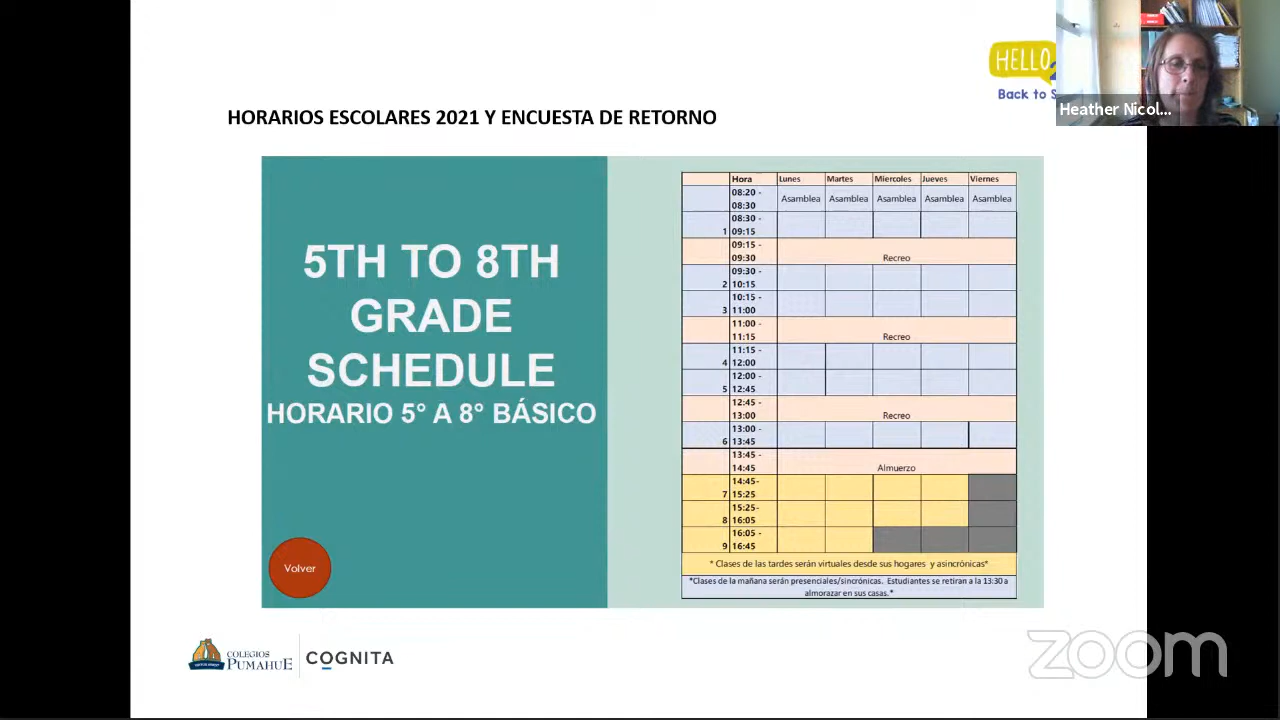 HELLO
Back to S
Heather Nicol...
HORARIOS ESCOLARES 2021 Y ENCUESTA DE RETORNO
5TH TO 8TH
GRADE
SCHEDULE
HORARIO 5° A 8° BÁSICO
Volver
Hora Lunes Martes Miercoles Jueves Viernes
08:20 -
08:30 Asamblea Asamblea Asamblea Asamblea Asamblea
08:30 -
1 09:15
09:15 -
09:30 Recreo
09:30 -
2 10:15
10:15 -
3 11:00
11:00 -
11:15 Recreo
11:15 -
4 12:00
12:00 -
5 12:45
12:45 -
13:00 Recreo
13:00 -
6 13:45
13:45 -
14:45 Almuerzo
14:45-
7 15:25
15:25-
8 16:05
16:05 -
9 16:45
* Clases de las tardes serán virtuales desde sus hogares y asincrónicas*
*Clases de la mañana serán presenciales/sincrónicas. Estudiantes se retiran a la 13:30 a
almorazar en sus casas.*
COLEGIOS
PUMAHUE
COGNITA
zoom